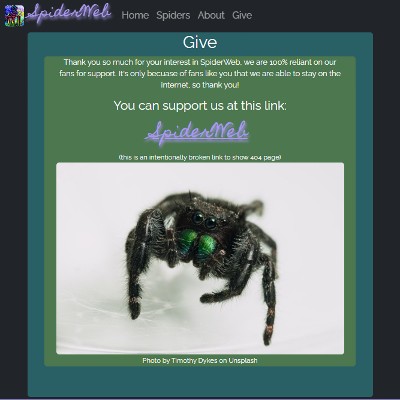 SpiderWeb Home Spiders About Give
Give
Thank you so much for your interest in SpiderWeb, we are 100% reliant on our
fans for support. It's only becuase of fans like you that we are able to stay on the
internet, so thank you!
You can support us at this link:
SpiderWeb
(this is an intentionally broken link to show 404 page)
Photo by Timothy Dykes on Unsplash